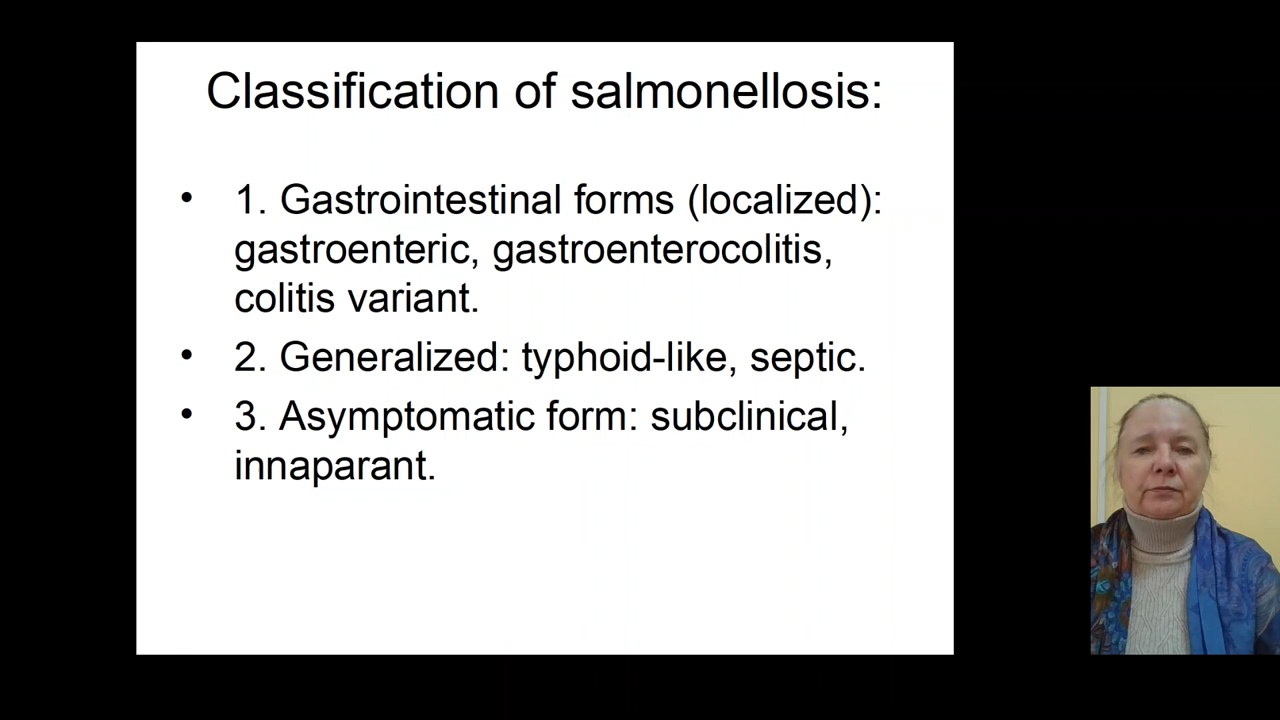 Classification of salmonellosis:
• 1. Gastrointestinal forms (localized):
gastroenteric, gastroenterocolitis,
colitis variant.
• 2. Generalized: typhoid-like, septic.
• 3. Asymptomatic form: subclinical,
innaparant.